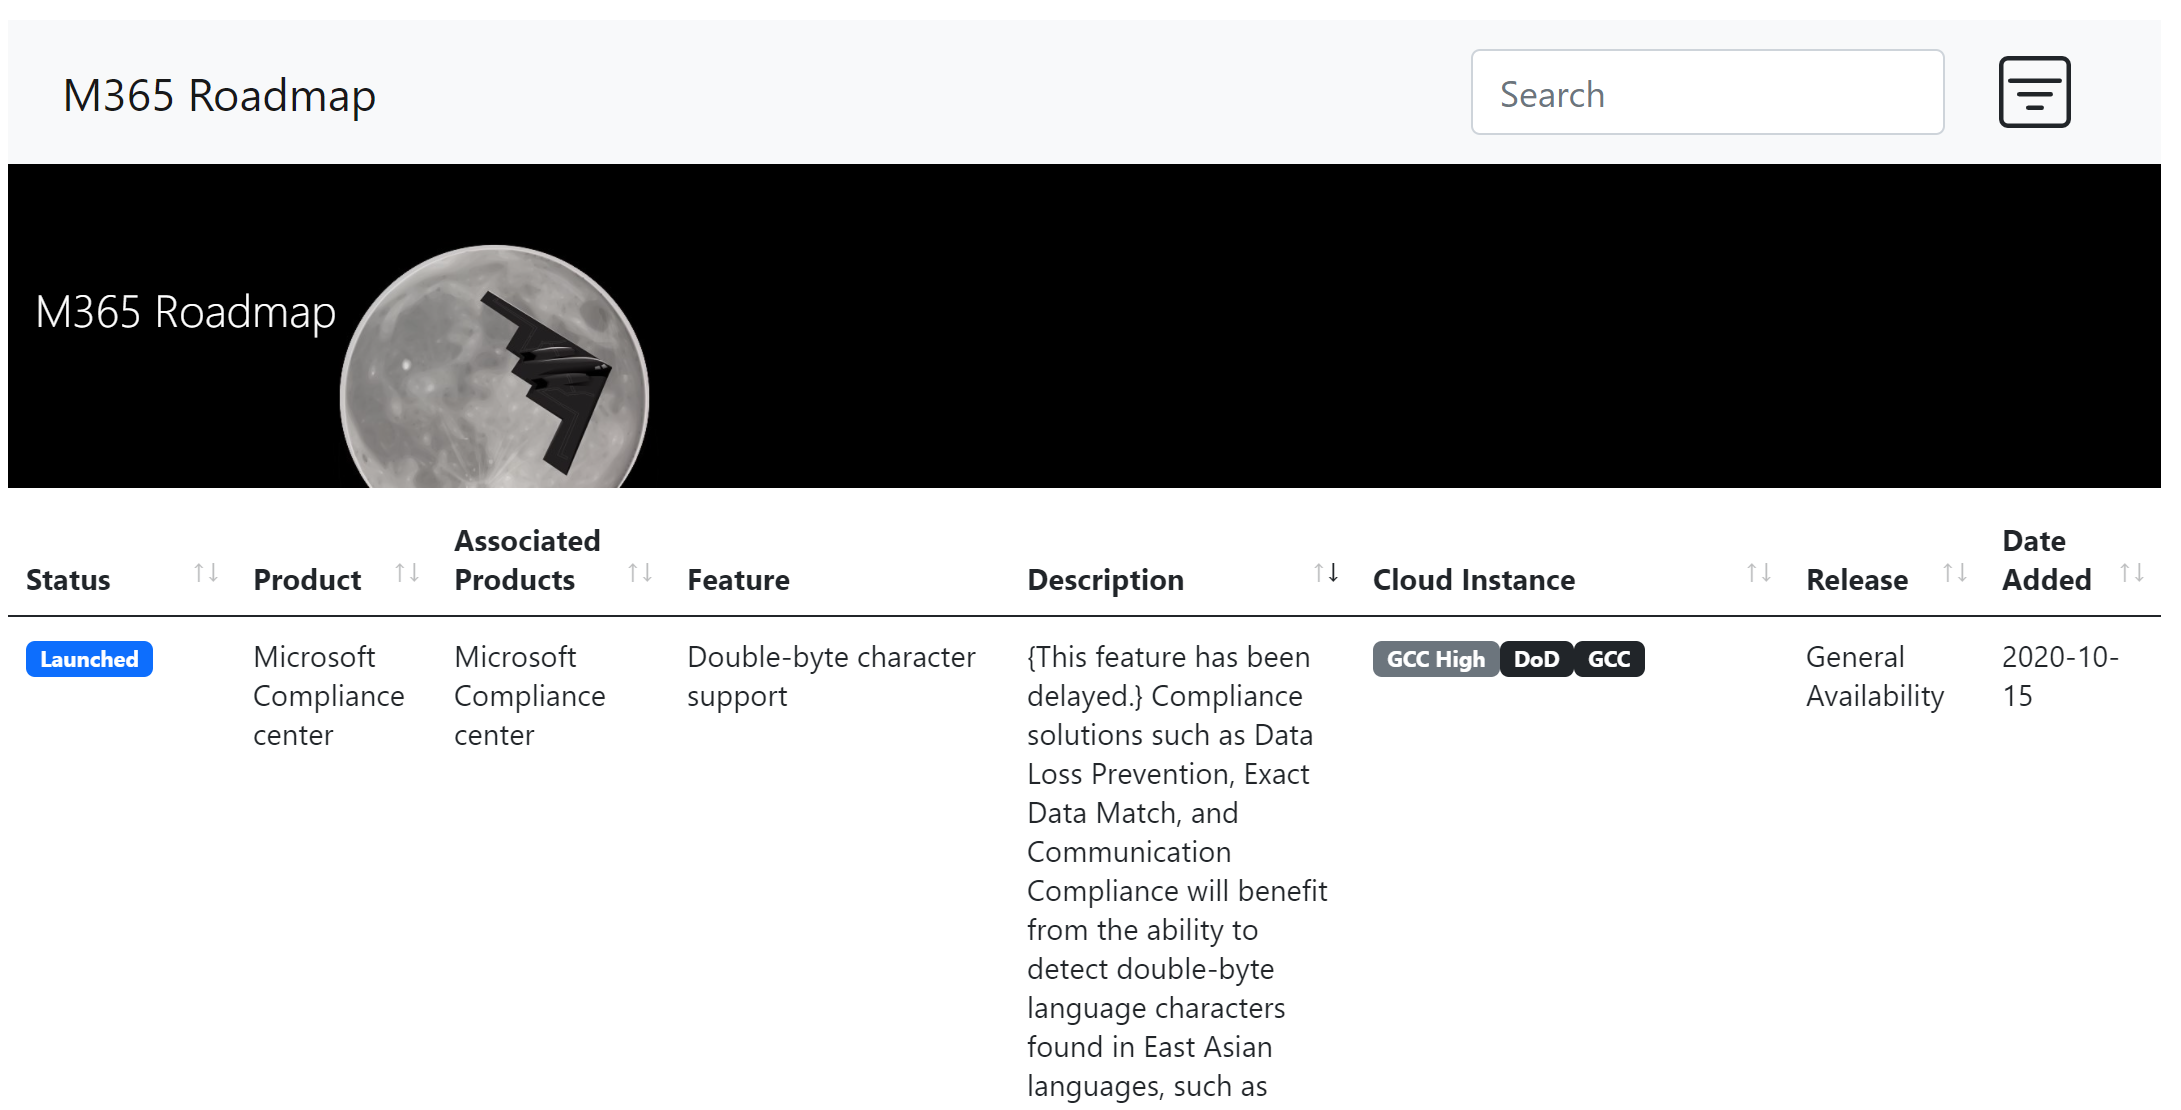 M365 Roadmap
Search
M365 Roadmap
Status
Product
Associated
Products
Feature
Description
Cloud Instance
Release
Date
Added
Launched
Microsoft
Compliance
center
Microsoft
Compliance
center
Double-byte character
support
{This feature has been
delayed.} Compliance
solutions such as Data
Loss Prevention, Exact
Data Match, and
Communication
Compliance will benefit
from the ability to
detect double-byte
language characters
found in East Asian
languages, such as
GCC High DoD GCC
General
Availability
2020-10-
15